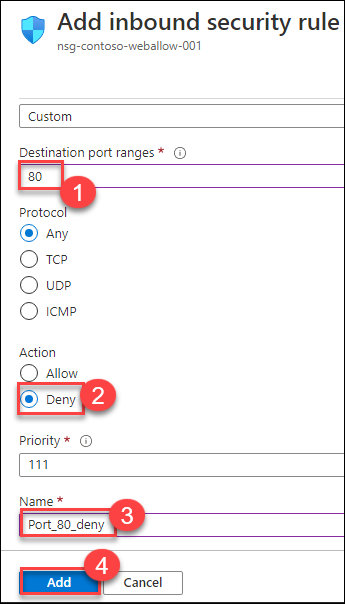 Add inbound security rule
nsg-contoso-weballow-001
Custom
Destination port ranges *
80
1
Protocol
Any
TCP
UDP
ICMP
Action
Allow
Deny
2
Priority *
111
Name *
3
Port_80_deny
4
Add Cancel